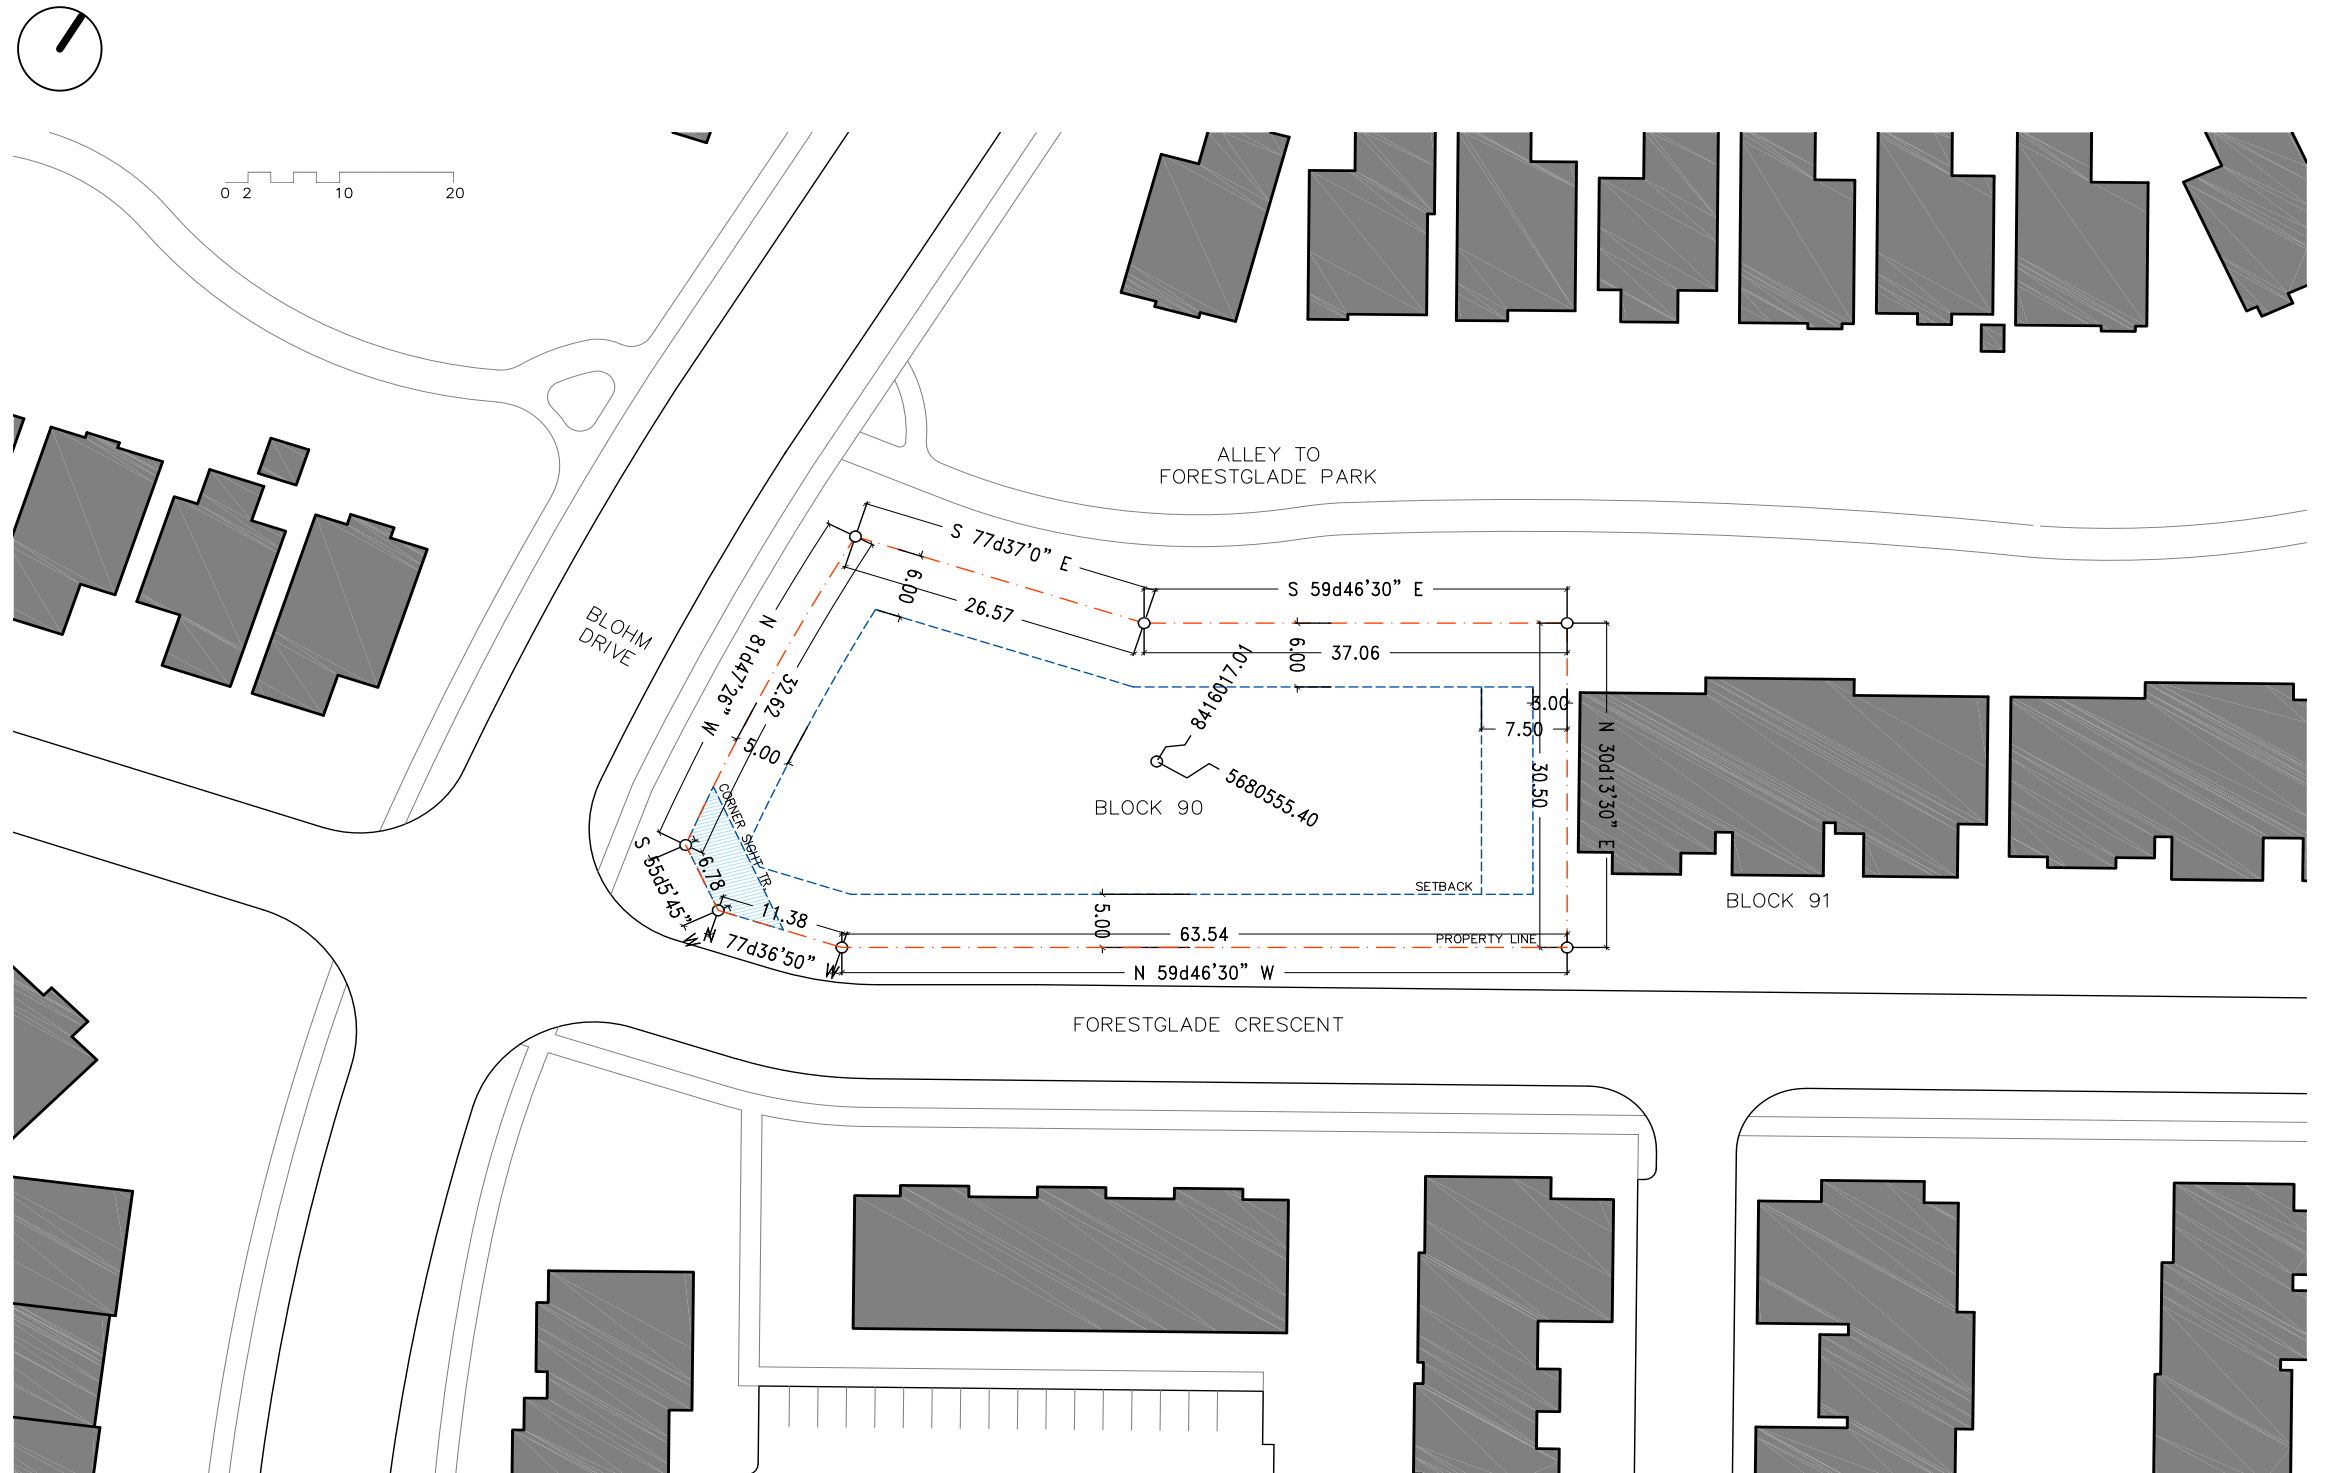 0 2 10 20
ALLEY TO
FORESTGLADE PARK
S 77d37'0" E
S 59d46'30" E
6.00
26.57
6.00
37.06
BLOHM
DRIVE
N 81d47'26" W
32.62
8416017.01
3.00
7.50
5.00
30.50
N 30d13'30" E
5680555.40
BLOCK 90
CORNER SIGHT TR.
S 55d5'45" W
6.78
SETBACK
BLOCK 91
11.38
5.00
63.54
PROPERTY LINE
N 77d36'50" W
N 59d46'30" W
FORESTGLADE CRESCENT